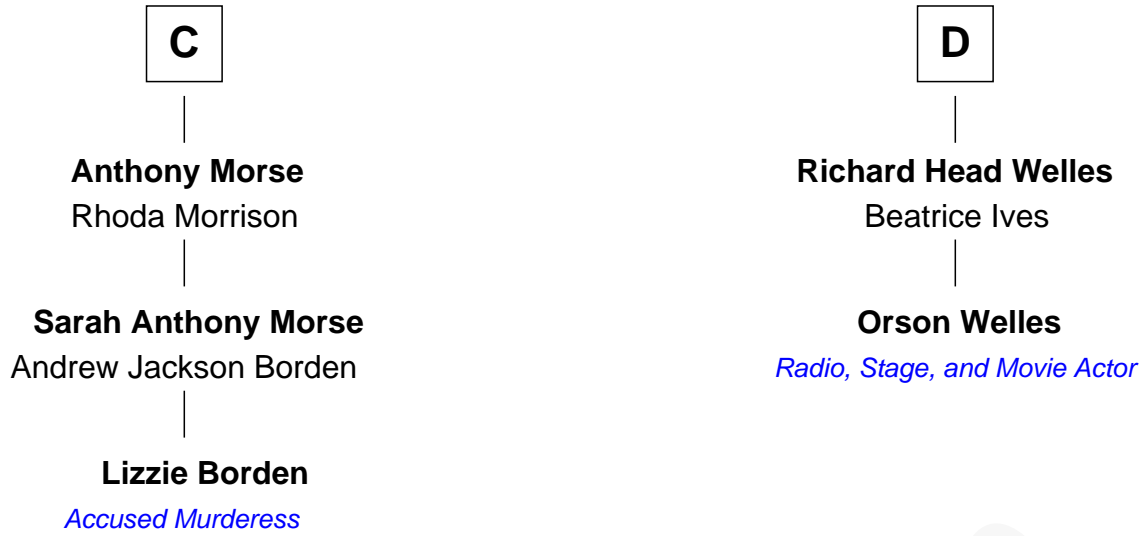 C
Anthony Morse
Rhoda Morrison
Sarah Anthony Morse
Andrew Jackson Borden
Lizzie Borden
Accused Murderess
D
Richard Head Welles
Beatrice Ives
Orson Welles
Radio, Stage, and Movie Actor